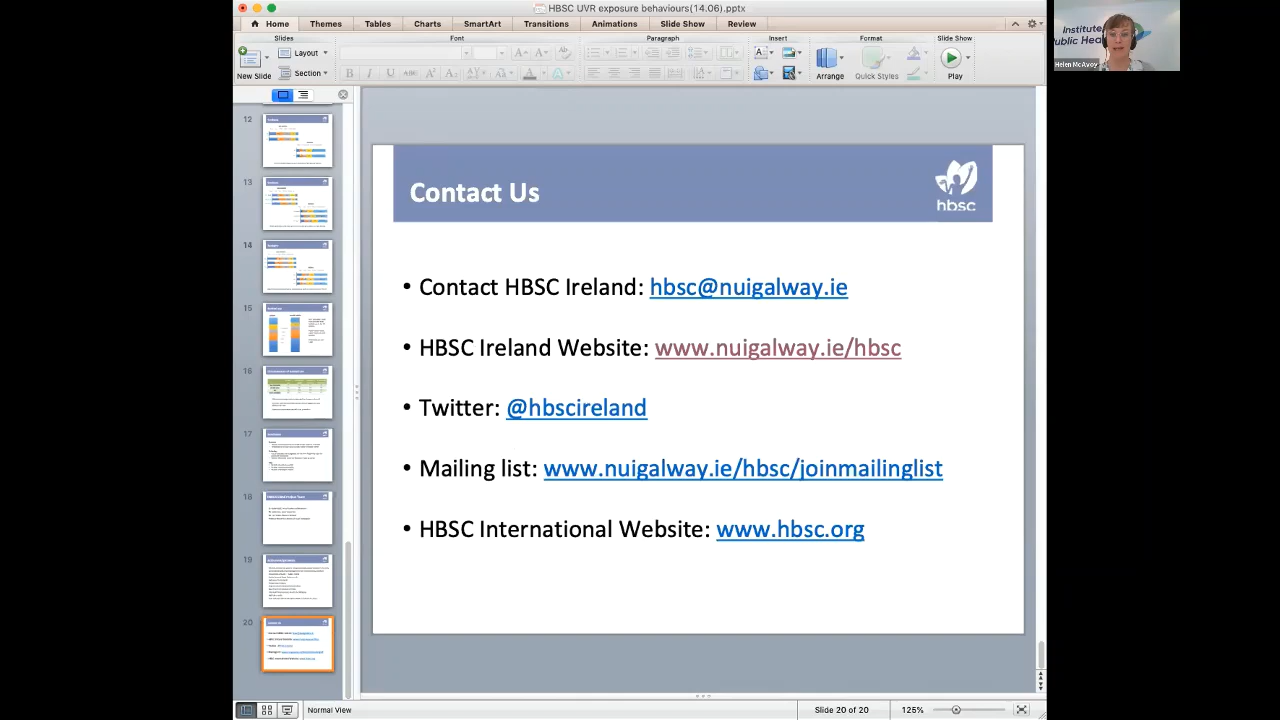 HBSC UVR exposure behaviours(14.06).pptx
Home Themes Tables Charts SmartArt Transitions Animations Slide Show Review
Slides Font Paragraph Insert Format Slide Show
Layout
Section
New Slide
Arrange Quick Styles Play
Institute
Public Hea
Helen McAvoy
12
13
14
15
16
17
18
19
20
Contact Us
hbsc
• Contact HBSC Ireland: hbsc@nuigalway.ie
• HBSC Ireland Website: www.nuigalway.ie/hbsc
• Twitter: @hbscireland
• Mailing list: www.nuigalway.ie/hbsc/joinmailinglist
• HBSC International Website: www.hbsc.org
Normal View Slide 20 of 20 125%